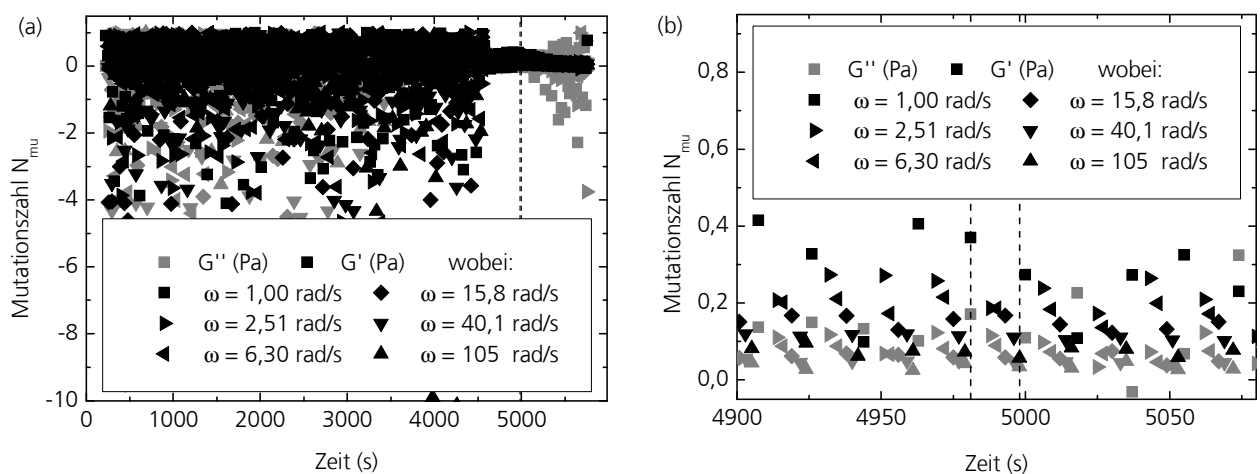 (a)
Mutationszahl N_mu
0
-2
-4
-6
-8
-10
G'' (Pa) G' (Pa) wobei:
ω = 1,00 rad/s ω = 15,8 rad/s
ω = 2,51 rad/s ω = 40,1 rad/s
ω = 6,30 rad/s ω = 105 rad/s
0 1000 2000 3000 4000 5000
Zeit (s)
(b)
Mutationszahl N_mu
0,8
0,6
0,4
0,2
0,0
G'' (Pa) G' (Pa) wobei:
ω = 1,00 rad/s ω = 15,8 rad/s
ω = 2,51 rad/s ω = 40,1 rad/s
ω = 6,30 rad/s ω = 105 rad/s
4900 4950 5000 5050
Zeit (s)